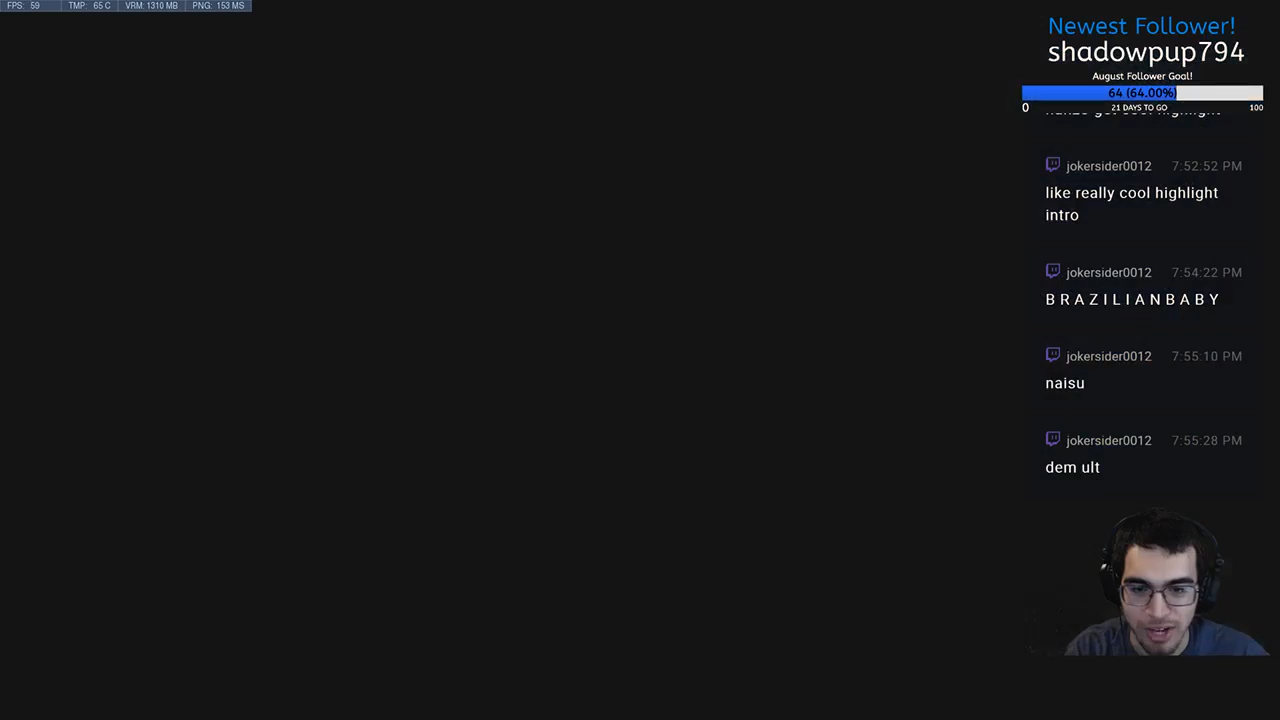 FPS: 59 TMP: 65 C VRM: 1310 MB PNG: 153 MS
Newest Follower!
shadowpup794
August Follower Goal!
64 (64.00%)
0 21 DAYS TO GO 100
jokersider0012 7:52:52 PM
like really cool highlight
intro
jokersider0012 7:54:22 PM
B R A Z I L I A N B A B Y
jokersider0012 7:55:10 PM
naisu
jokersider0012 7:55:28 PM
dem ult